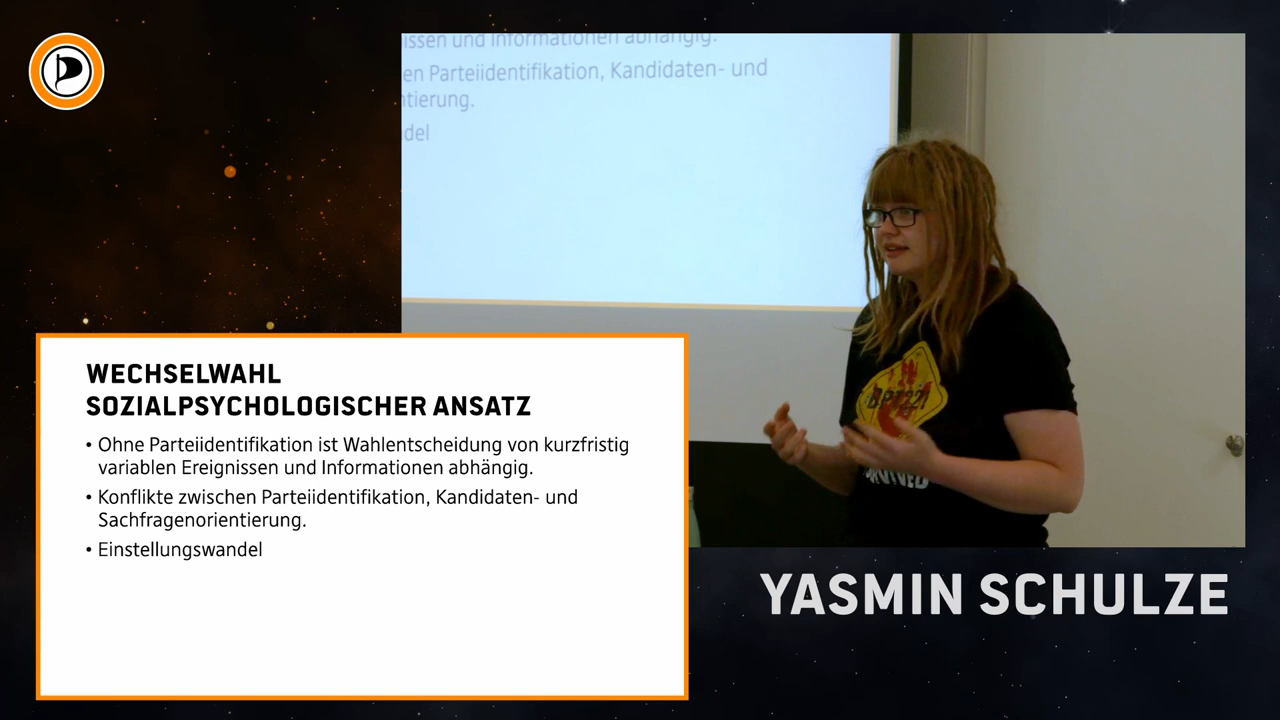 issen und Informationen abhängig.
en Parteiidentifikation, Kandidaten- und
ntierung.
del
WECHSELWAHL
SOZIALPSYCHOLOGISCHER ANSATZ
• Ohne Parteiidentifikation ist Wahlentscheidung von kurzfristig
variablen Ereignissen und Informationen abhängig.
• Konflikte zwischen Parteiidentifikation, Kandidaten- und
Sachfragenorientierung.
• Einstellungswandel
BPT221
YASMIN SCHULZE